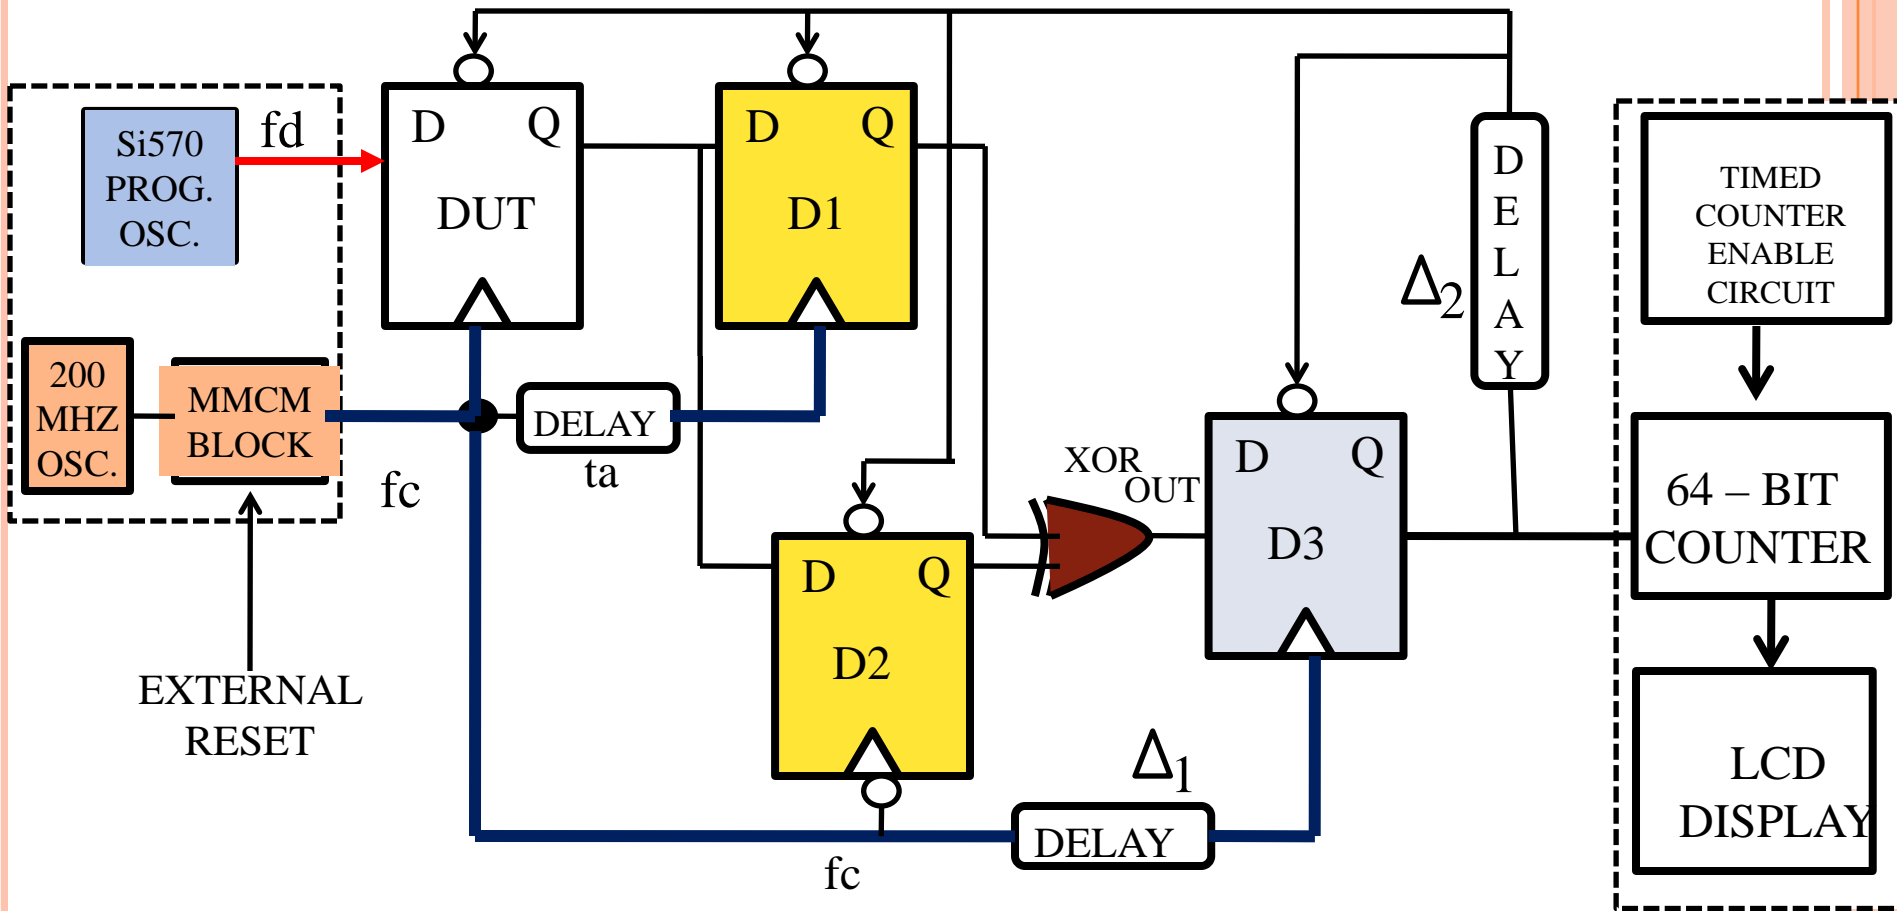 Si570
PROG.
OSC.
fd
200
MHZ
OSC.
MMCM
BLOCK
EXTERNAL
RESET
fc
D Q
DUT
DELAY
ta
D Q
D1
D Q
D2
fc
DELAY
Δ1
XOR
OUT
D Q
D3
Δ2
D
E
L
A
Y
TIMED
COUNTER
ENABLE
CIRCUIT
64 – BIT
COUNTER
LCD
DISPLAY